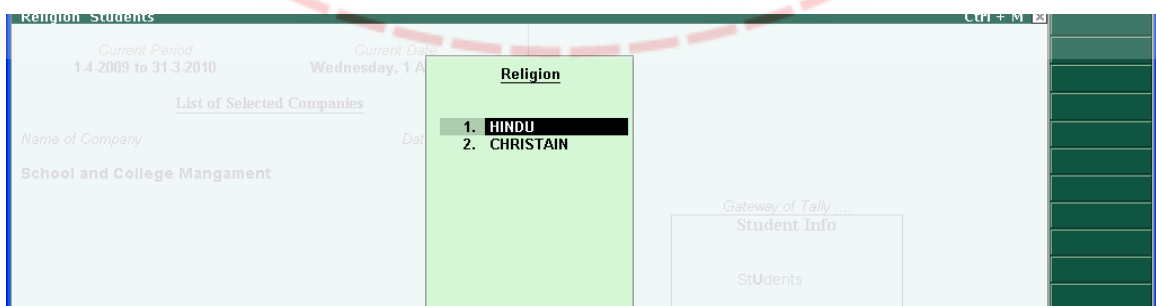 Religion Students Ctrl + M
Current Period Current Date
1-4-2009 to 31-3-2010 Wednesday, 1 A
Religion
List of Selected Companies
1. HINDU
Name of Company Dat
2. CHRISTAIN
School and College Mangament
Gateway of Tally ....
Student Info
StUdents